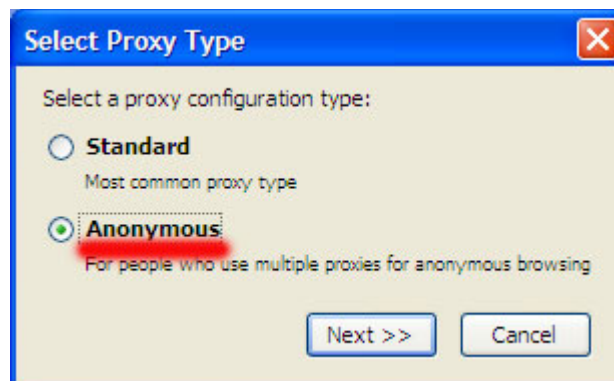 Select Proxy Type
Select a proxy configuration type:
Standard
Most common proxy type
Anonymous
For people who use multiple proxies for anonymous browsing
Next >>
Cancel